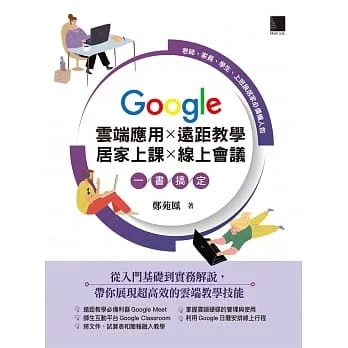 老師、家長、學生、上班族居家必備懶人包
Google
雲端應用×遠距教學
居家上課×線上會議
一書搞定
鄭苑鳳 著
從入門基礎到實務解說，
帶你展現超高效的雲端教學技能
遠距教學必備利器Google Meet
師生互動平台Google Classroom
將文件、試算表和簡報融入教學
掌握雲端硬碟的管理與使用
利用Google日曆安排線上行程